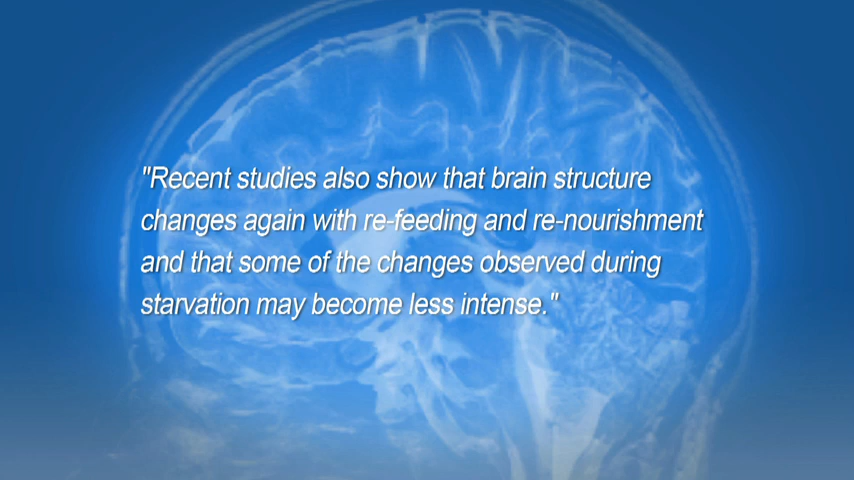 "Recent studies also show that brain structure
changes again with re-feeding and re-nourishment
and that some of the changes observed during
starvation may become less intense."